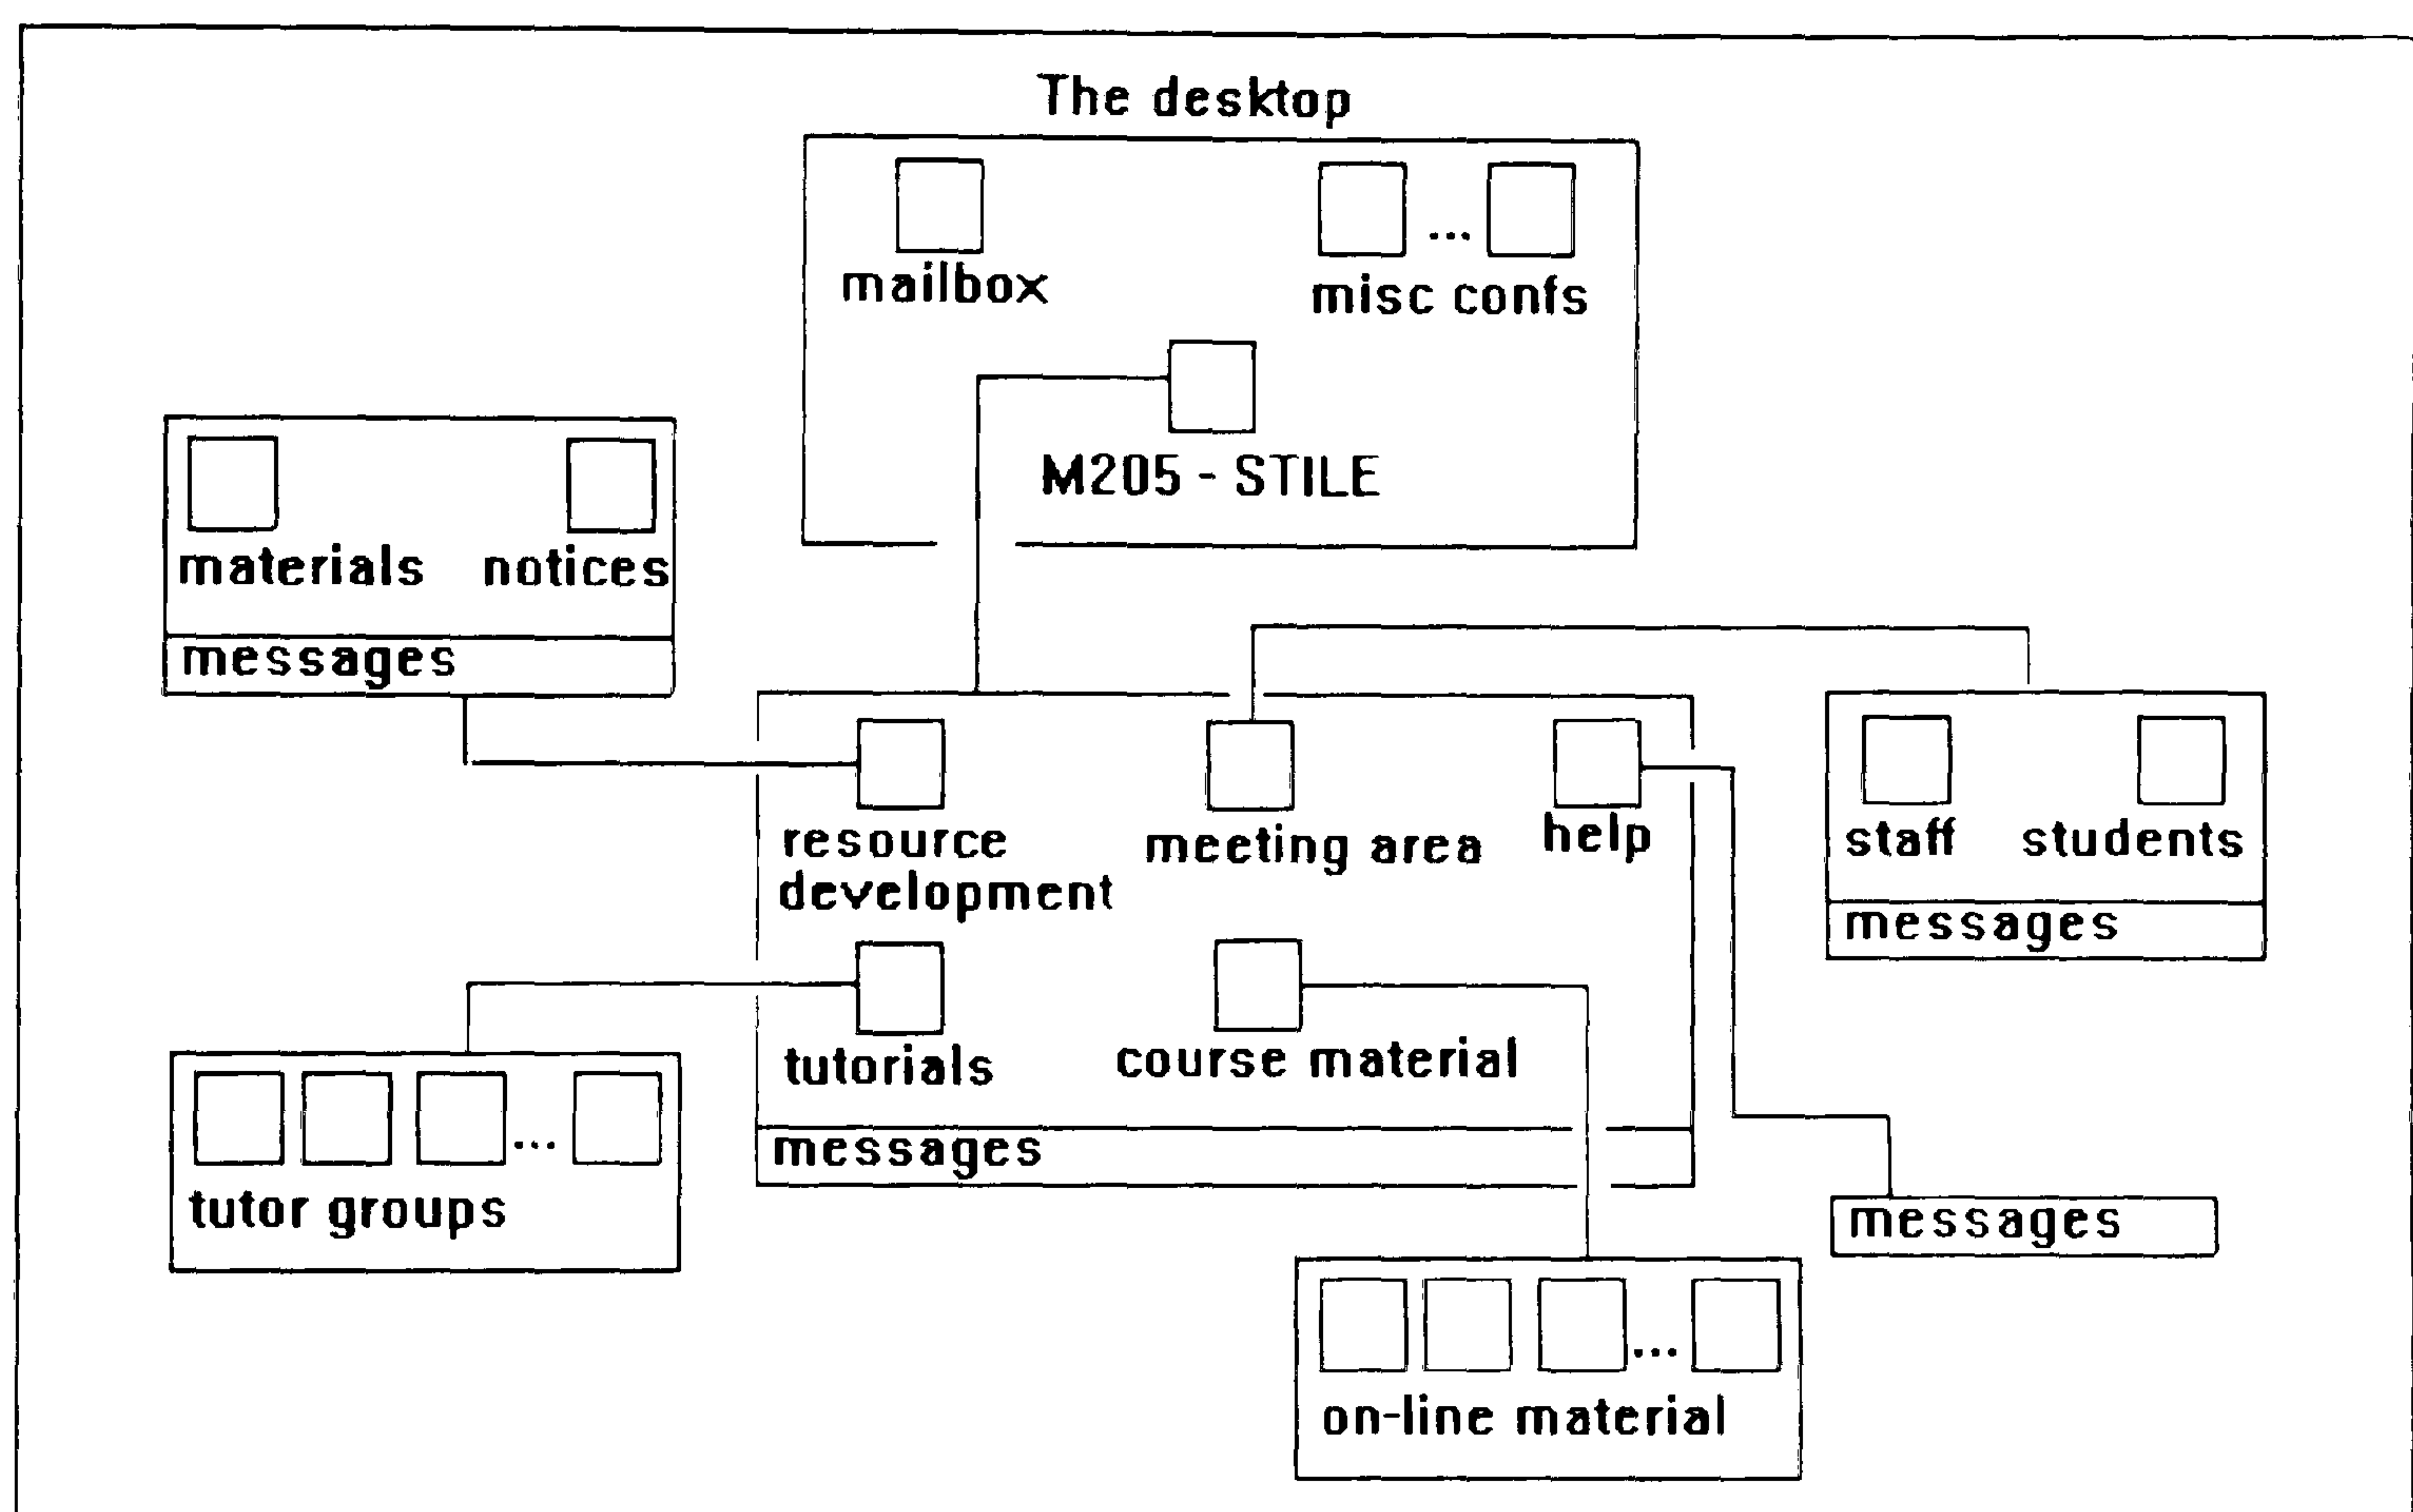 The desktop
mailbox
misc confs
...
M205 - STILE
materials notices
messages
resource
development
meeting area
help
tutorials
course material
messages
staff students
messages
...
tutor groups
messages
...
on-line material